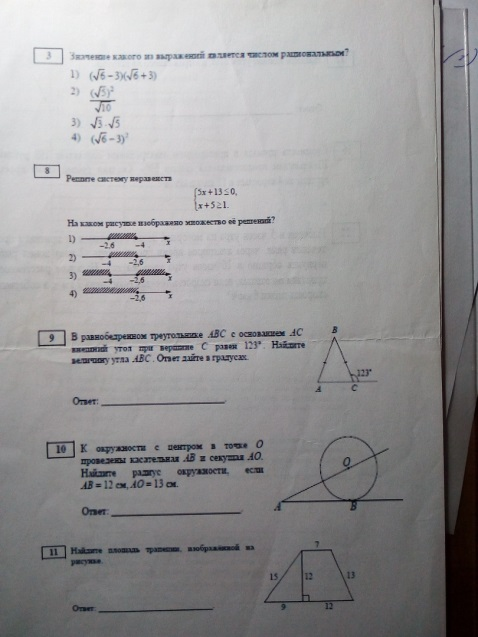 3 Значение какого из выражений является числом рациональным?
1) (√6 − 3)(√6 + 3)
2) (√5)²
√10
3) √3 · √5
4) (√6 − 3)²
8 Решите систему неравенств
5x + 13 ≤ 0,
x + 5 ≥ 1.
На каком рисунке изображено множество её решений?
1) −2,6 −4 x
2) −4 −2,6 x
3) −4 −2,6 x
4) −2,6 x
9 В равнобедренном треугольнике ABC с основанием AC
внешний угол при вершине C равен 123°. Найдите
величину угла ABC. Ответ дайте в градусах.
B
123°
A C
Ответ:
10 К окружности с центром в точке O
проведены касательная AB и секущая AO.
Найдите радиус окружности, если
AB = 12 см, AO = 13 см.
O
A B
Ответ:
11 Найдите площадь трапеции, изображённой на
рисунке.
7
15 12 13
9 12
Ответ: